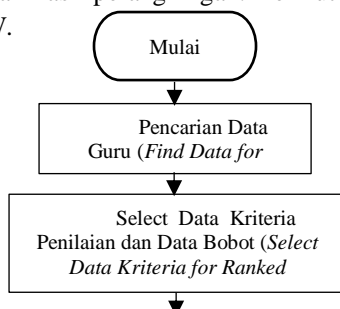 V.
Mulai
Pencarian Data
Guru (Find Data for
Select Data Kriteria
Penilaian dan Data Bobot (Select
Data Kriteria for Ranked